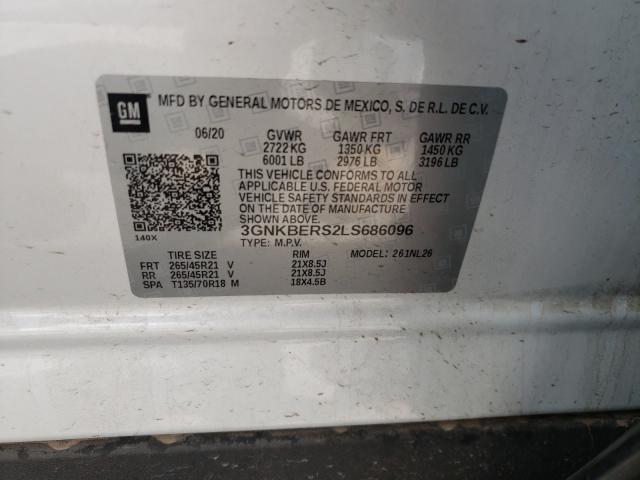 GM
MFD BY GENERAL MOTORS DE MEXICO, S. DE R.L. DE C.V.
06/20 GVWR GAWR FRT GAWR RR
2722 KG 1350 KG 1450 KG
6001 LB 2976 LB 3196 LB
THIS VEHICLE CONFORMS TO ALL
APPLICABLE U.S. FEDERAL MOTOR
VEHICLE SAFETY STANDARDS IN
EFFECT ON THE DATE OF MANUFACTURE
SHOWN ABOVE.
3GNKBERS2LS686096
140X
TYPE: M.P.V. MODEL: 261NL26
TIRE SIZE RIM
FRT 265/45R21 V 21X8.5J
RR 265/45R21 V 21X8.5J
SPA T135/70R18 M 18X4.5B